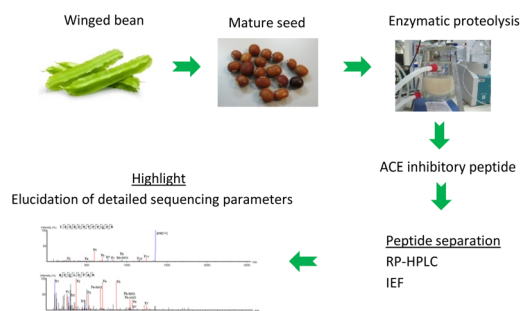 Winged bean
Mature seed
Enzymatic proteolysis
ACE inhibitory peptide
Peptide separation
RP-HPLC
IEF
Highlight
Elucidation of detailed sequencing parameters